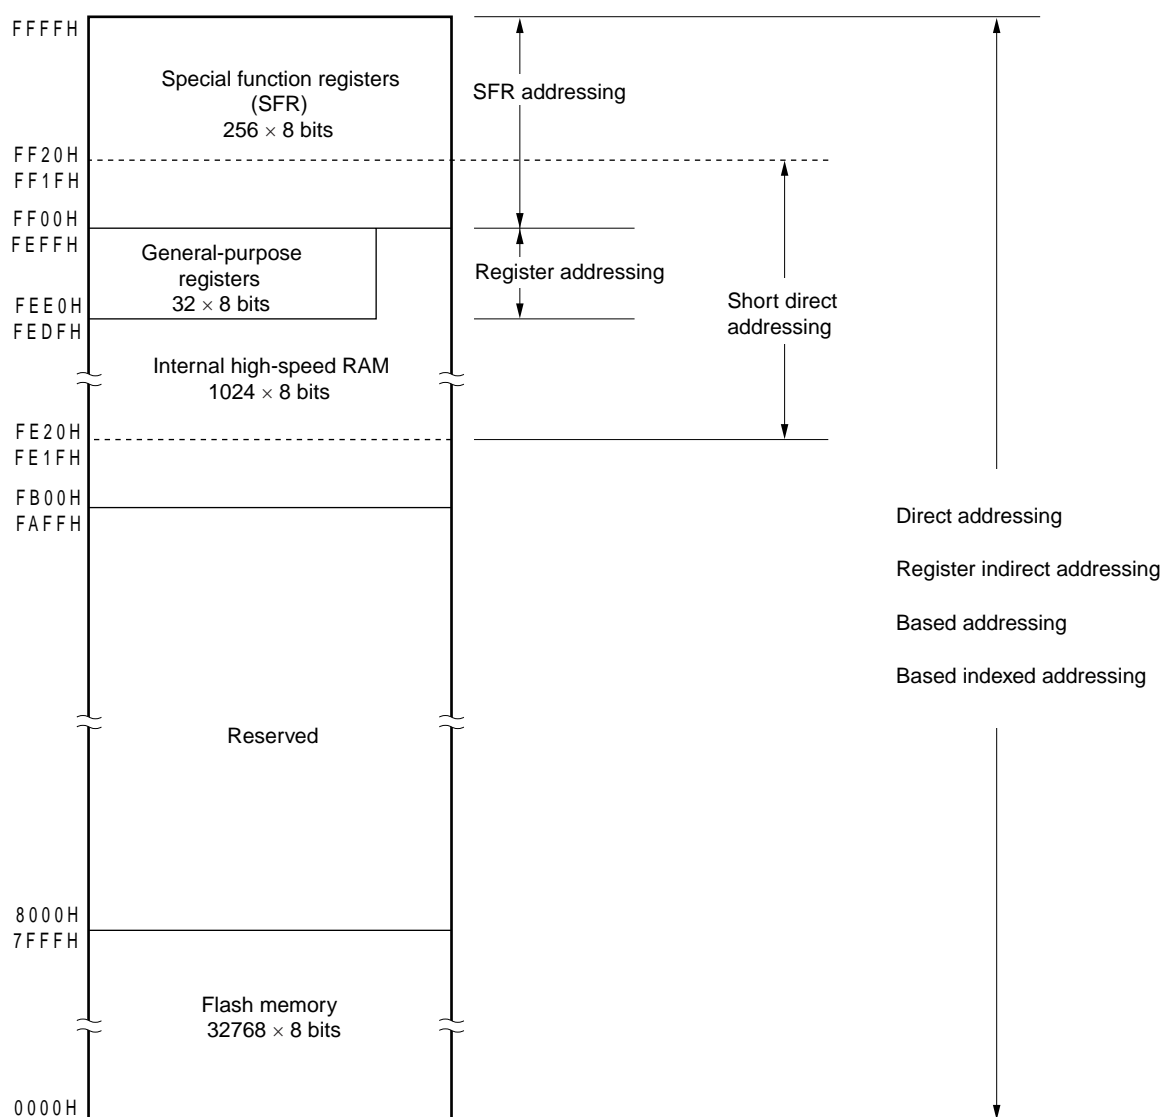 FFFFH
Special function registers
(SFR)
256 × 8 bits
SFR addressing
FF20H
FF1FH
FF00H
FEFFH
General-purpose
registers
32 × 8 bits
Register addressing
Short direct
addressing
FEE0H
FEDFH
Internal high-speed RAM
1024 × 8 bits
FE20H
FE1FH
FB00H
FAFFH
Direct addressing
Register indirect addressing
Based addressing
Based indexed addressing
Reserved
8000H
7FFFH
Flash memory
32768 × 8 bits
0000H